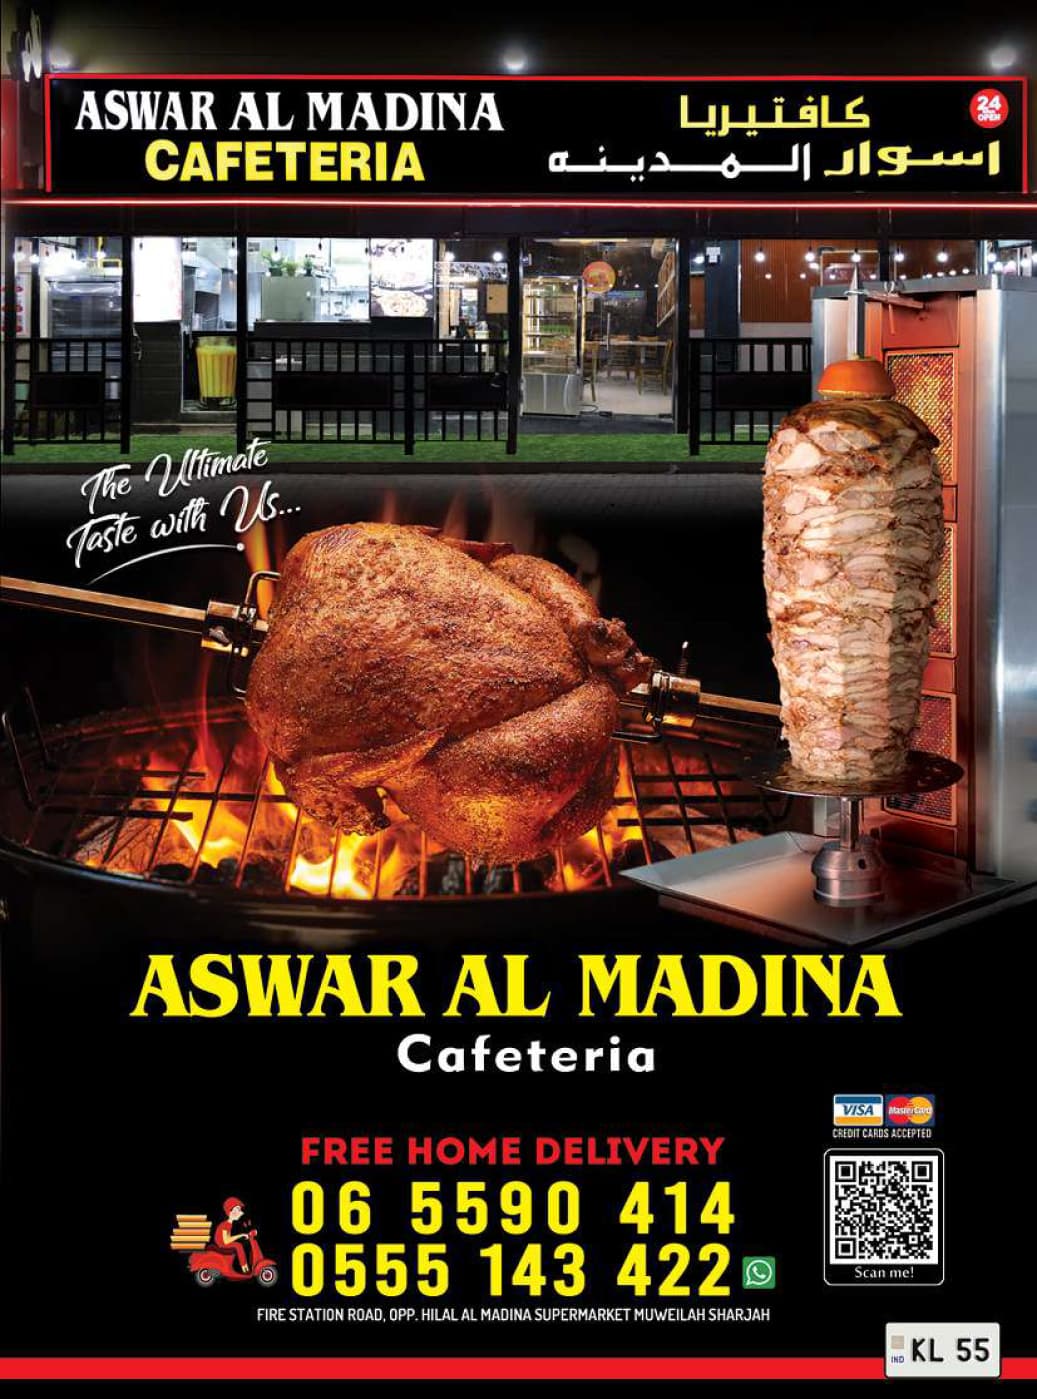 ASWAR AL MADINA
CAFETERIA
كافتيريا
اسوار المدينه
24
OPEN
The Ultimate
Taste with Us...
ASWAR AL MADINA
Cafeteria
VISA
MasterCard
CREDIT CARDS ACCEPTED
FREE HOME DELIVERY
06 5590 414
0555 143 422
Scan me!
FIRE STATION ROAD, OPP. HILAL AL MADINA SUPERMARKET MUWEILAH SHARJAH
IND KL 55